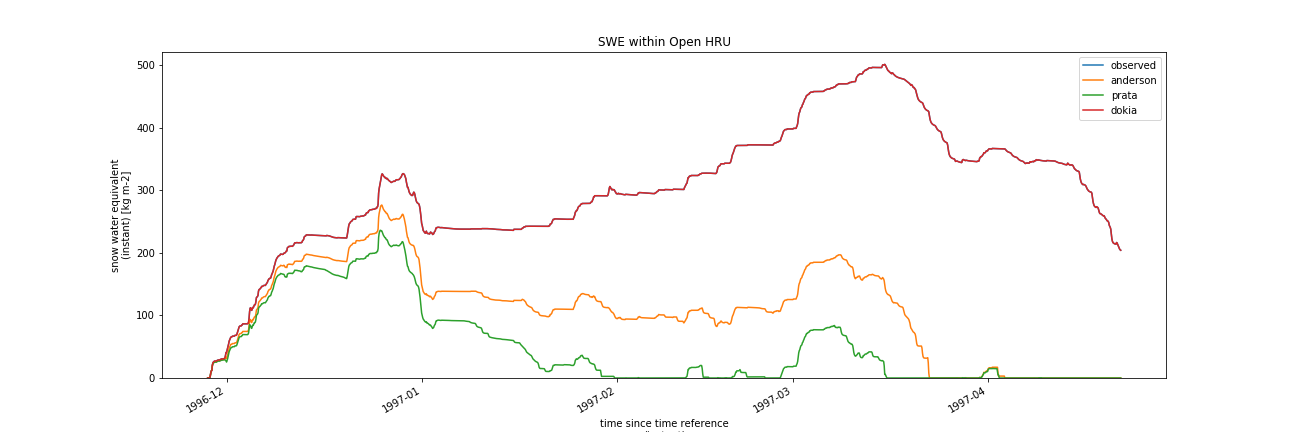 SWE within Open HRU
500
400
300
200
100
0
snow water equivalent
(instant) [kg m-2]
observed
anderson
prata
dokia
1996-12
1997-01
1997-02
1997-03
1997-04
time since time reference